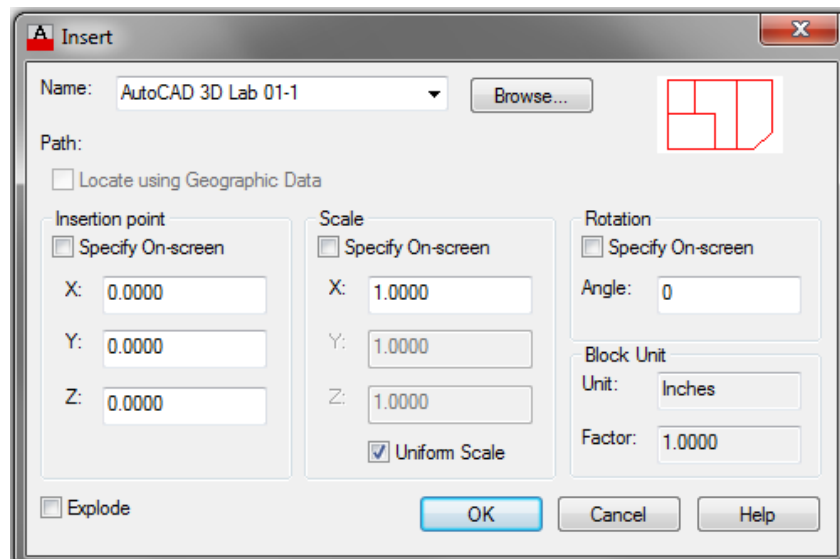 A Insert
Name: AutoCAD 3D Lab 01-1 Browse...
Path:
Locate using Geographic Data
Insertion point
Specify On-screen
X: 0.0000
Y: 0.0000
Z: 0.0000
Scale
Specify On-screen
X: 1.0000
Y: 1.0000
Z: 1.0000
Uniform Scale
Rotation
Specify On-screen
Angle: 0
Block Unit
Unit: Inches
Factor: 1.0000
Explode
OK Cancel Help